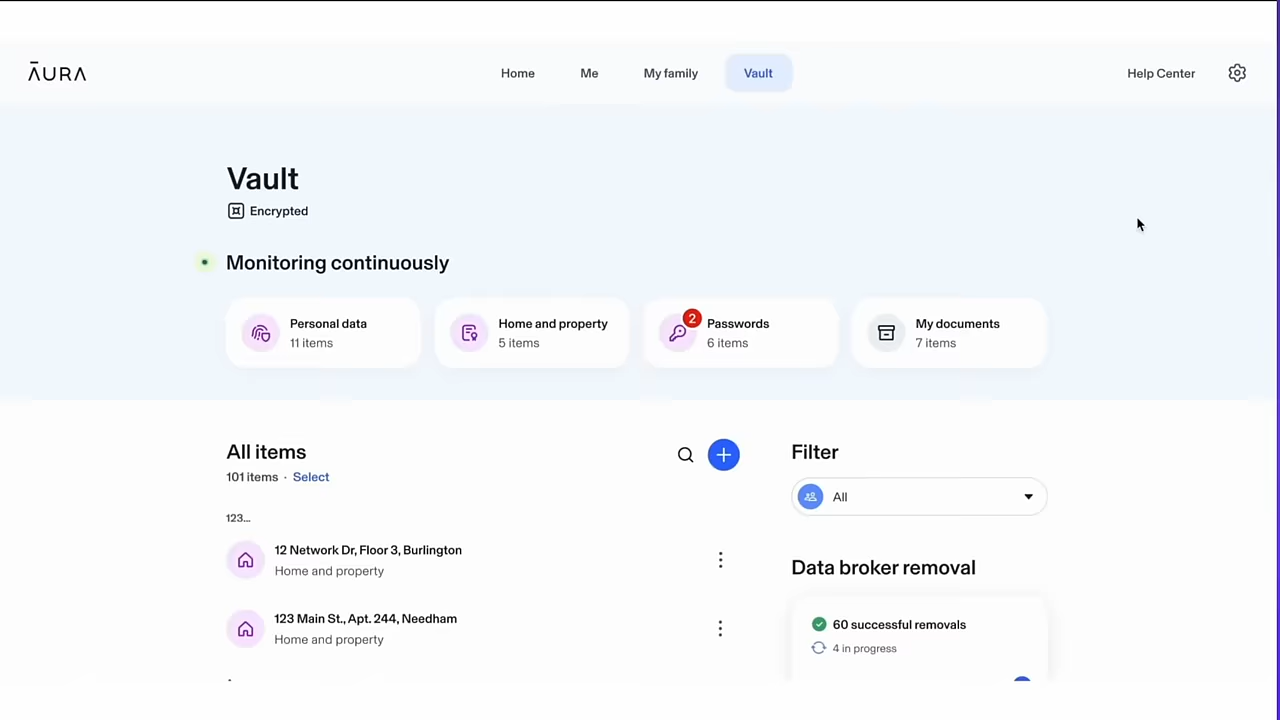 ĀURA
Home
Me
My family
Vault
Help Center
Vault
Encrypted
Monitoring continuously
Personal data
11 items
Home and property
5 items
2
Passwords
6 items
My documents
7 items
All items
101 items · Select
Filter
All
123...
12 Network Dr, Floor 3, Burlington
Home and property
123 Main St., Apt. 244, Needham
Home and property
Data broker removal
60 successful removals
4 in progress